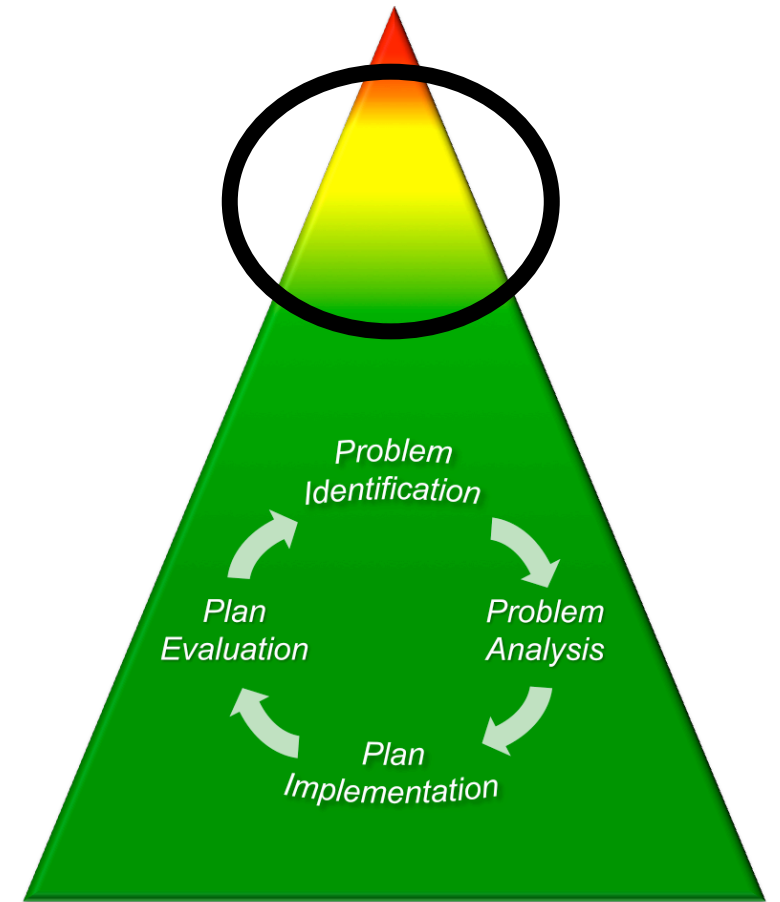 Problem
Identification
Problem
Analysis
Plan
Implementation
Plan
Evaluation